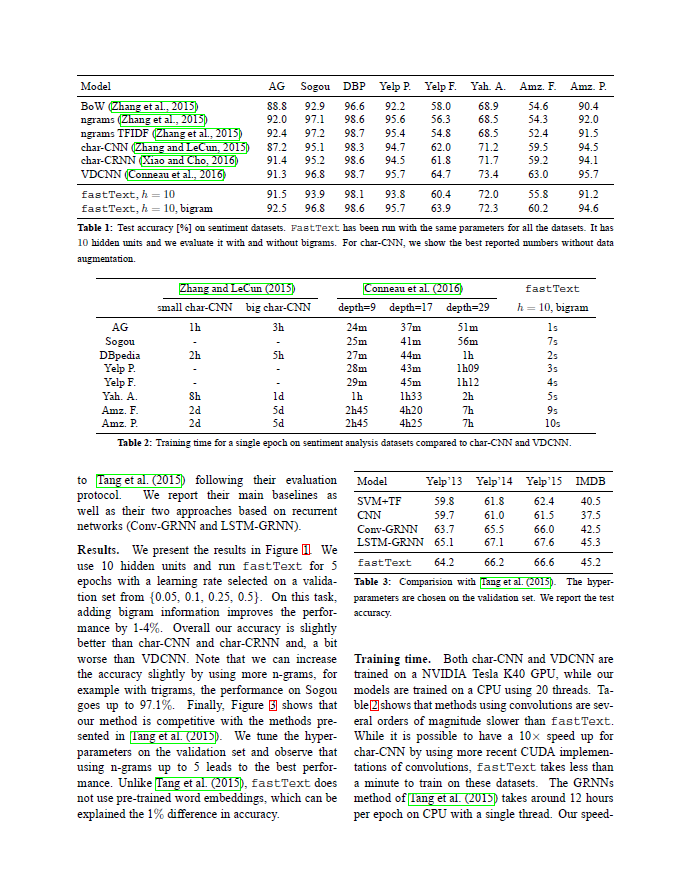 Model AG Sogou DBP Yelp P. Yelp F. Yah. A. Amz. F. Amz. P.
BoW (Zhang et al., 2015) 88.8 92.9 96.6 92.2 58.0 68.9 54.6 90.4
ngrams (Zhang et al., 2015) 92.0 97.1 98.6 95.6 56.3 68.5 54.3 92.0
ngrams TFIDF (Zhang et al., 2015) 92.4 97.2 98.7 95.4 54.8 68.5 52.4 91.5
char-CNN (Zhang and LeCun, 2015) 87.2 95.1 98.3 94.7 62.0 71.2 59.5 94.5
char-CRNN (Xiao and Cho, 2016) 91.4 95.2 98.6 94.5 61.8 71.7 59.2 94.1
VDCNN (Conneau et al., 2016) 91.3 96.8 98.7 95.7 64.7 73.4 63.0 95.7
fastText, h = 10 91.5 93.9 98.1 93.8 60.4 72.0 55.8 91.2
fastText, h = 10, bigram 92.5 96.8 98.6 95.7 63.9 72.3 60.2 94.6
Table 1: Test accuracy [%] on sentiment datasets. FastText has been run with the same parameters for all the datasets. It has
10 hidden units and we evaluate it with and without bigrams. For char-CNN, we show the best reported numbers without data
augmentation.
Zhang and LeCun (2015) Conneau et al. (2016) fastText
small char-CNN big char-CNN depth=9 depth=17 depth=29 h = 10, bigram
AG 1h 3h 24m 37m 51m 1s
Sogou - - 25m 41m 56m 7s
DBpedia 2h 5h 27m 44m 1h 2s
Yelp P. - - 28m 43m 1h09 3s
Yelp F. - - 29m 45m 1h12 4s
Yah. A. 8h 1d 1h 1h33 2h 5s
Amz. F. 2d 5d 2h45 4h20 7h 9s
Amz. P. 2d 5d 2h45 4h25 7h 10s
Table 2: Training time for a single epoch on sentiment analysis datasets compared to char-CNN and VDCNN.
to Tang et al. (2015) following their evaluation
protocol. We report their main baselines as
well as their two approaches based on recurrent
networks (Conv-GRNN and LSTM-GRNN).
Results. We present the results in Figure 1. We
use 10 hidden units and run fastText for 5
epochs with a learning rate selected on a valida-
tion set from {0.05, 0.1, 0.25, 0.5}. On this task,
adding bigram information improves the perfor-
mance by 1-4%. Overall our accuracy is slightly
better than char-CNN and char-CRNN and, a bit
worse than VDCNN. Note that we can increase
the accuracy slightly by using more n-grams, for
example with trigrams, the performance on Sogou
goes up to 97.1%. Finally, Figure 3 shows that
our method is competitive with the methods pre-
sented in Tang et al. (2015). We tune the hyper-
parameters on the validation set and observe that
using n-grams up to 5 leads to the best perfor-
mance. Unlike Tang et al. (2015), fastText does
not use pre-trained word embeddings, which can be
explained the 1% difference in accuracy.
Model Yelp'13 Yelp'14 Yelp'15 IMDB
SVM+TF 59.8 61.8 62.4 40.5
CNN 59.7 61.0 61.5 37.5
Conv-GRNN 63.7 65.5 66.0 42.5
LSTM-GRNN 65.1 67.1 67.6 45.3
fastText 64.2 66.2 66.6 45.2
Table 3: Comparision with Tang et al. (2015). The hyper-
parameters are chosen on the validation set. We report the test
accuracy.
Training time. Both char-CNN and VDCNN are
trained on a NVIDIA Tesla K40 GPU, while our
models are trained on a CPU using 20 threads. Ta-
ble 2 shows that methods using convolutions are sev-
eral orders of magnitude slower than fastText.
While it is possible to have a 10× speed up for
char-CNN by using more recent CUDA implemen-
tations of convolutions, fastText takes less than
a minute to train on these datasets. The GRNNs
method of Tang et al. (2015) takes around 12 hours
per epoch on CPU with a single thread. Our speed-